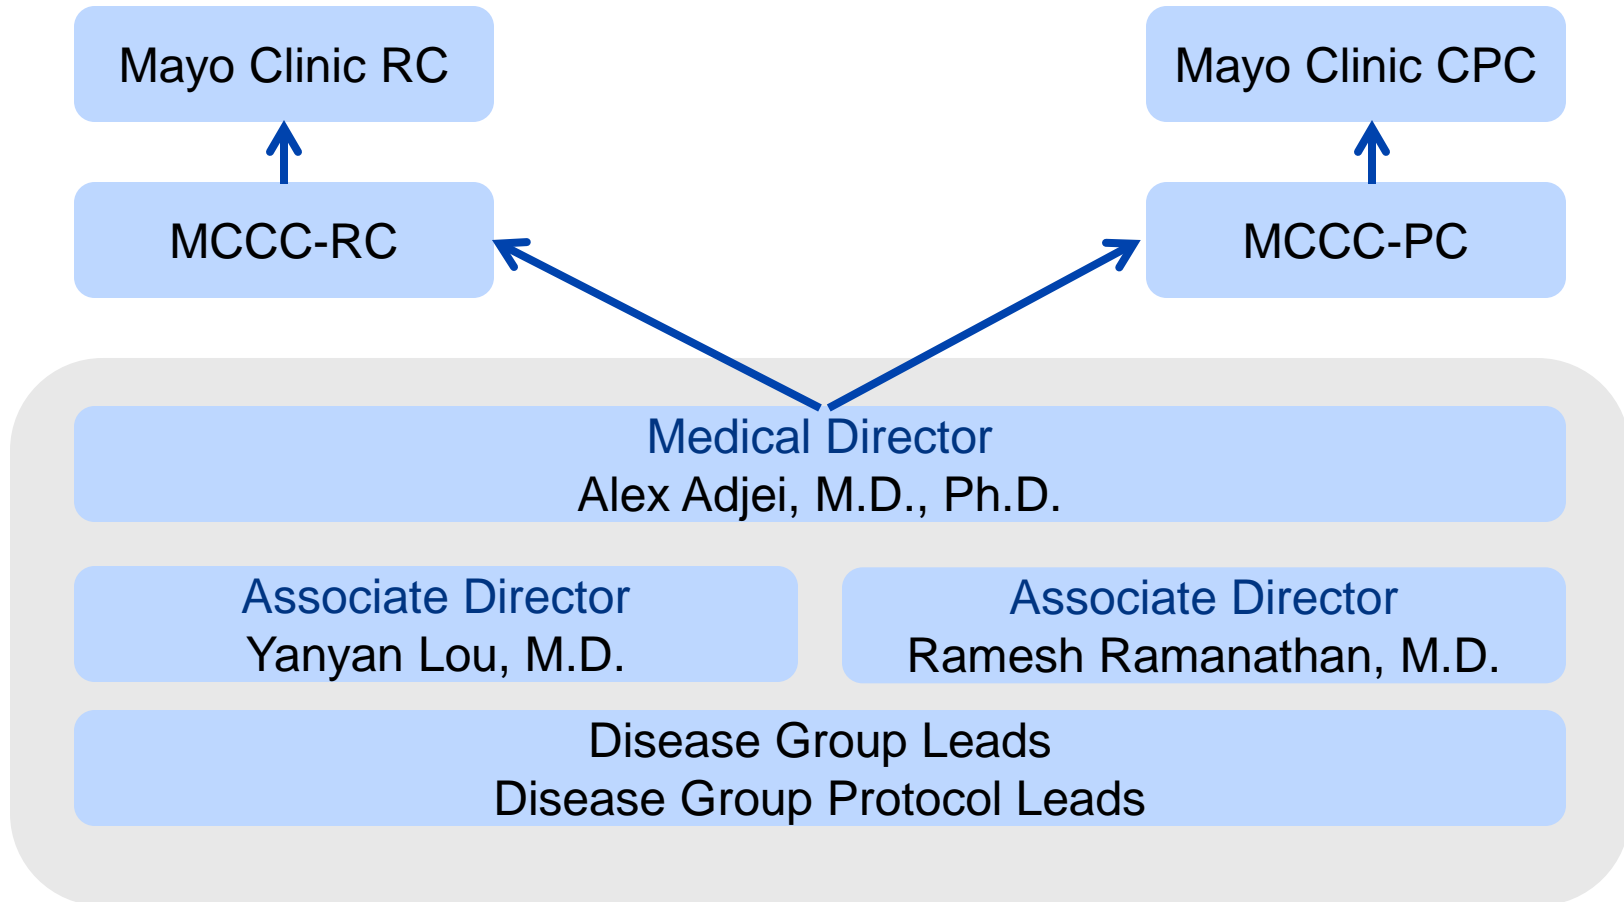 Mayo Clinic RC
Mayo Clinic CPC
MCCC-RC
MCCC-PC
Medical Director
Alex Adjei, M.D., Ph.D.
Associate Director
Yanyan Lou, M.D.
Associate Director
Ramesh Ramanathan, M.D.
Disease Group Leads
Disease Group Protocol Leads